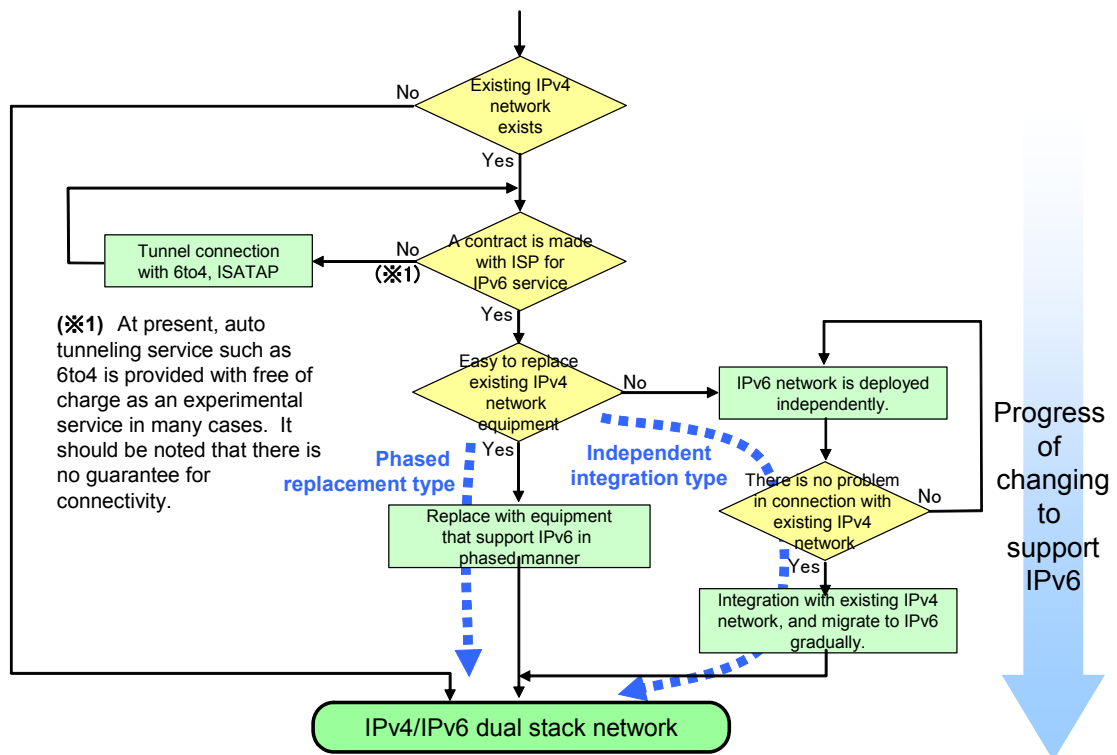 Existing IPv4
network
exists
No
Yes
A contract is made
with ISP for
IPv6 service
No
(※1)
Tunnel connection
with 6to4, ISATAP
Yes
(※1) At present, auto
tunneling service such as
6to4 is provided with free of
charge as an experimental
service in many cases. It
should be noted that there is
no guarantee for
connectivity.
Easy to replace
existing IPv4
network
equipment
No
Yes
IPv6 network is deployed
independently.
Phased
replacement type
Independent
integration type
There is no problem
in connection with
existing IPv4
network
No
Yes
Replace with equipment
that support IPv6 in
phased manner
Integration with existing IPv4
network, and migrate to IPv6
gradually.
Progress
of
changing
to
support
IPv6
IPv4/IPv6 dual stack network